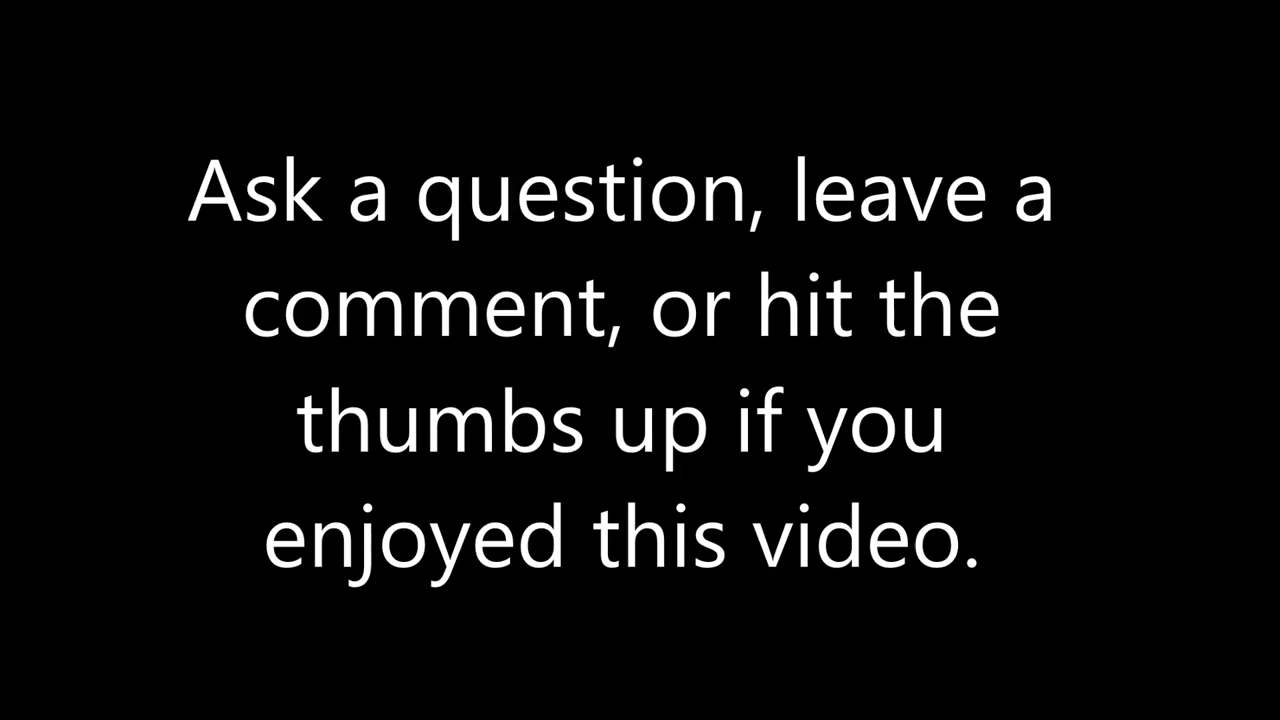 Ask a question, leave a
comment, or hit the
thumbs up if you
enjoyed this video.